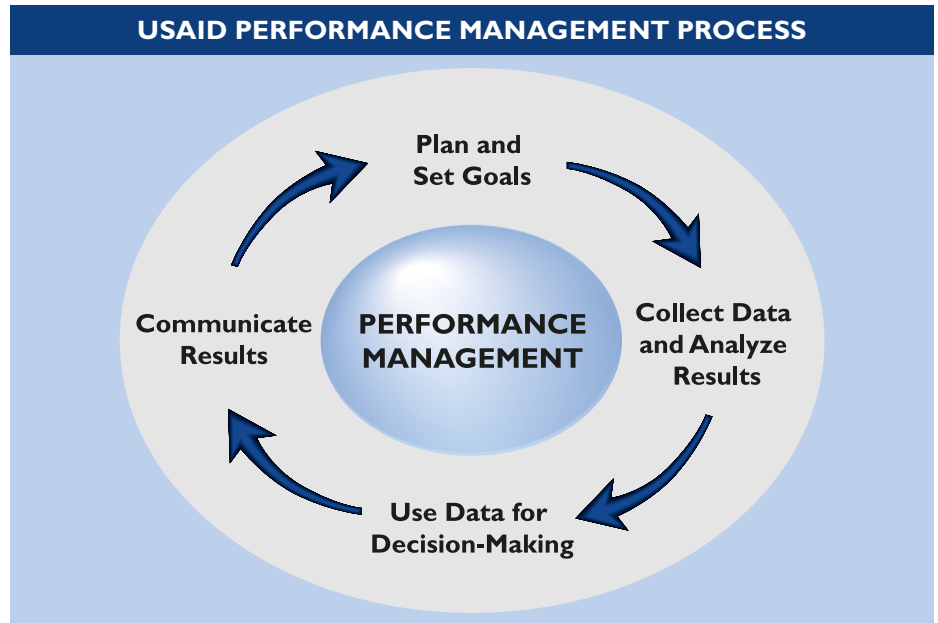 USAID PERFORMANCE MANAGEMENT PROCESS
Plan and
Set Goals
Collect Data
and Analyze
Results
Use Data for
Decision-Making
Communicate
Results
PERFORMANCE
MANAGEMENT